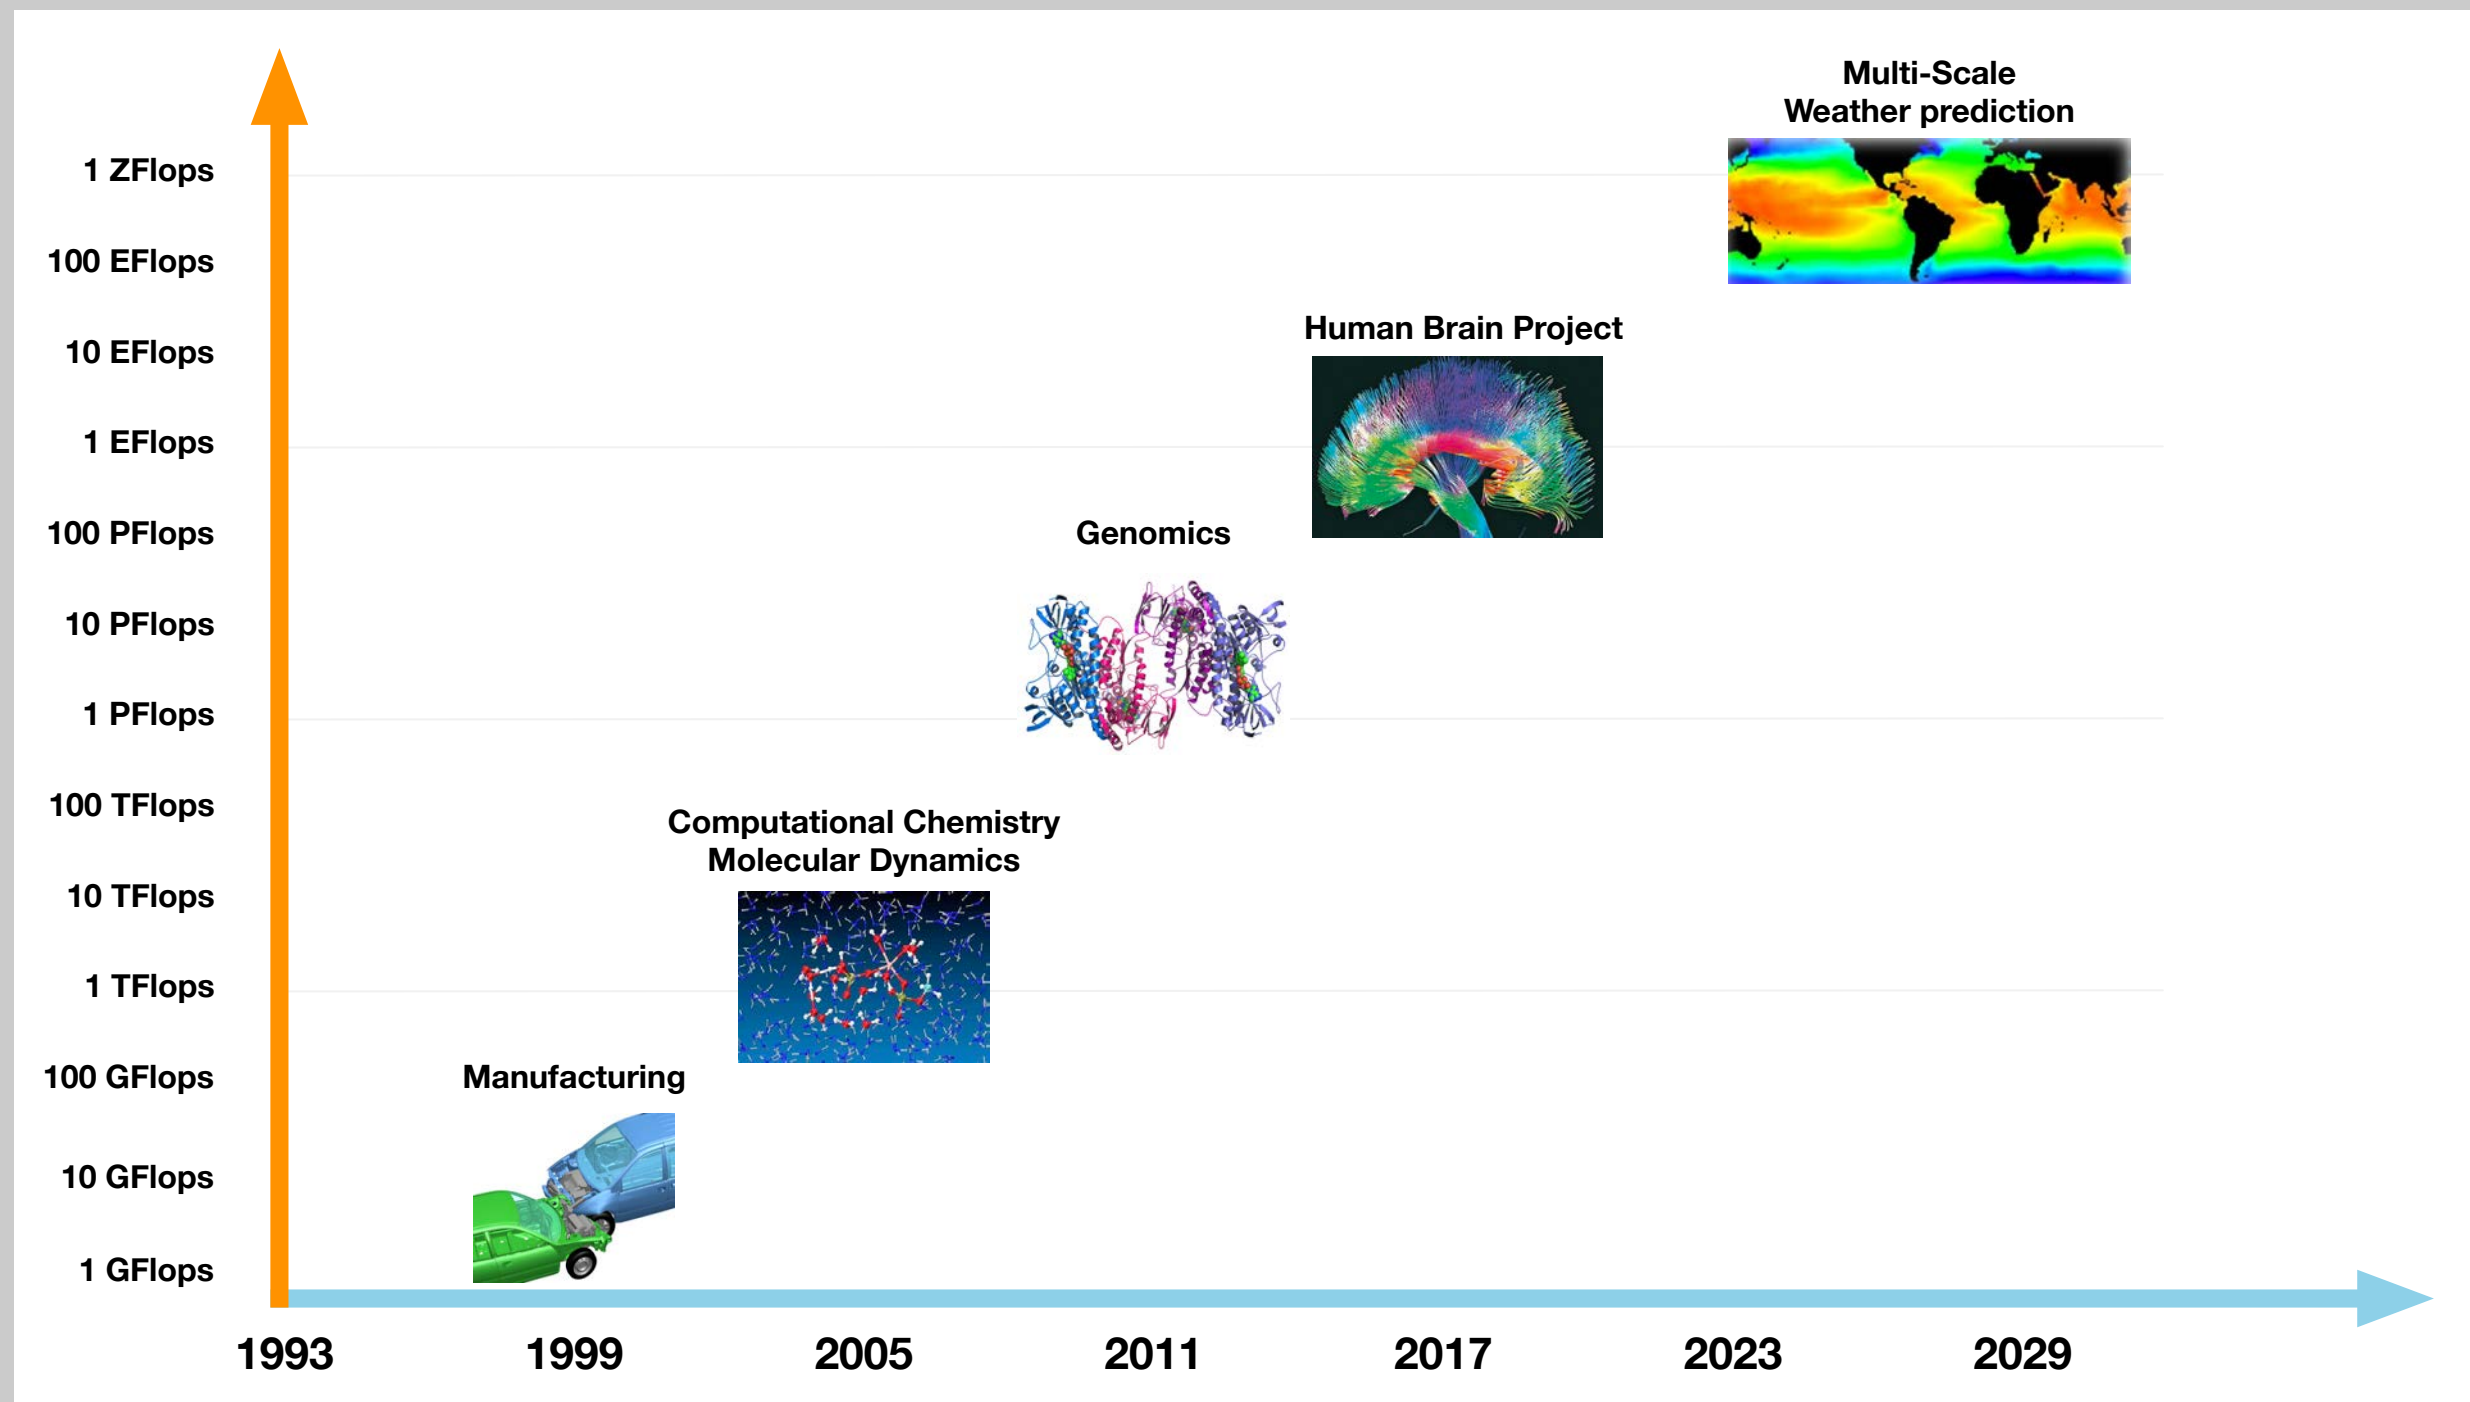 Multi-Scale
Weather prediction
1 ZFlops
100 EFlops
Human Brain Project
10 EFlops
1 EFlops
100 PFlops
Genomics
10 PFlops
1 PFlops
100 TFlops
Computational Chemistry
Molecular Dynamics
10 TFlops
1 TFlops
100 GFlops
Manufacturing
10 GFlops
1 GFlops
1993 1999 2005 2011 2017 2023 2029